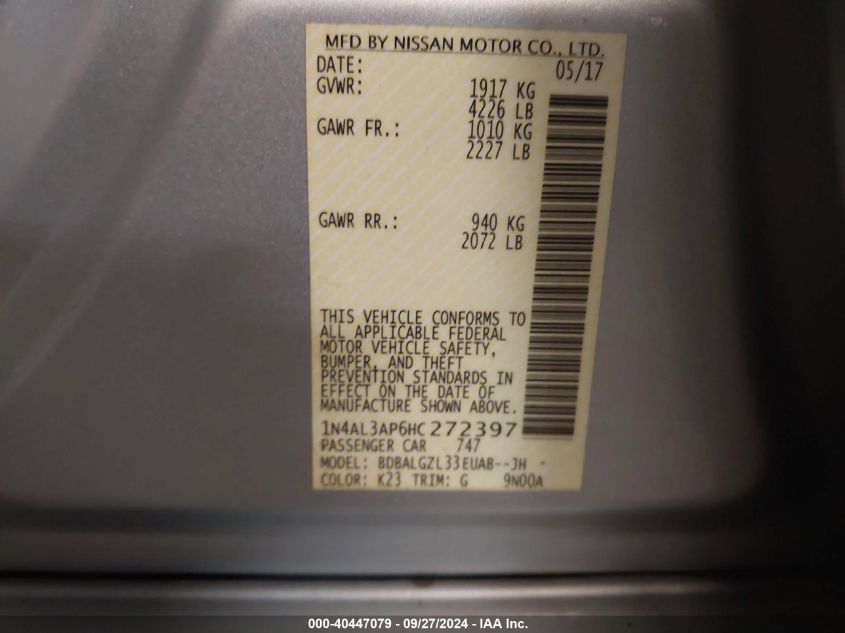 MFD BY NISSAN MOTOR CO., LTD.
DATE: 05/17
GVWR: 1917 KG
4226 LB
GAWR FR.: 1010 KG
2227 LB
GAWR RR.: 940 KG
2072 LB
THIS VEHICLE CONFORMS TO
ALL APPLICABLE FEDERAL
MOTOR VEHICLE SAFETY,
BUMPER, AND THEFT
PREVENTION STANDARDS IN
EFFECT ON THE DATE OF
MANUFACTURE SHOWN ABOVE.
1N4AL3AP6HC272397
PASSENGER CAR 747
MODEL: BDBALGZL33EUAB--JH -
COLOR: K23 TRIM: G 9N00A
000-40447079 - 09/27/2024 - IAA Inc.